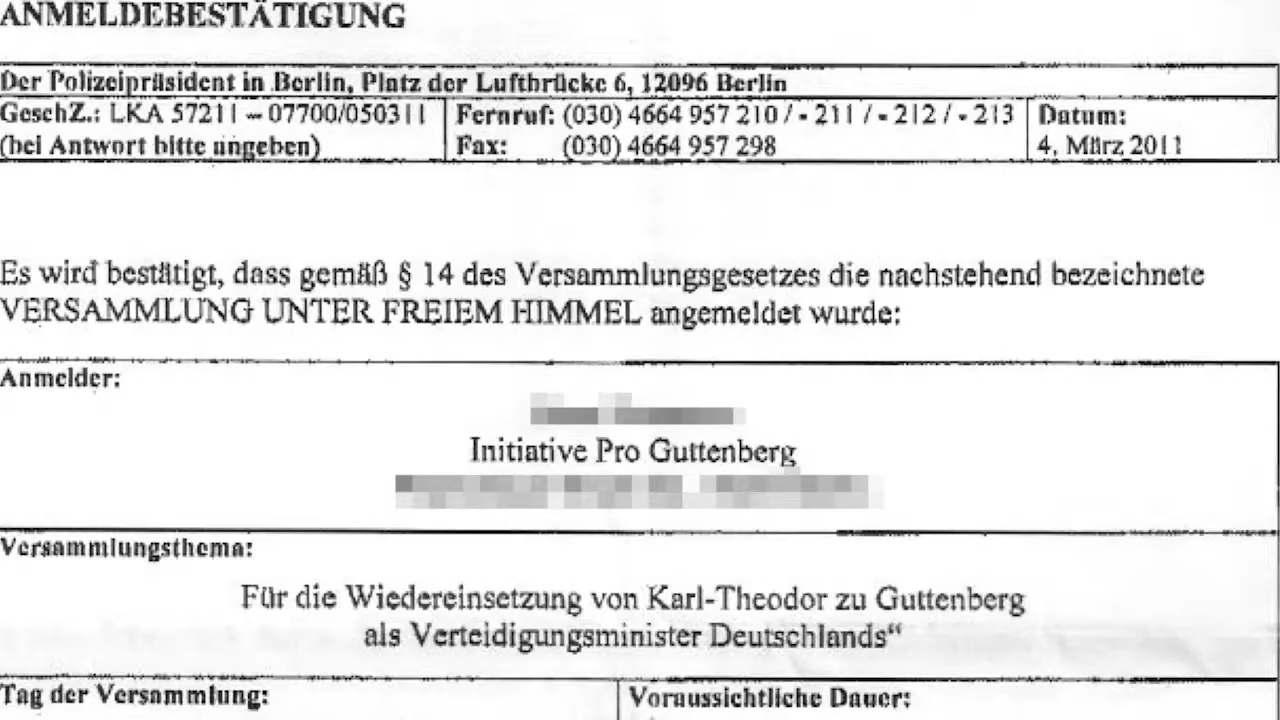 ANMELDEBESTÄTIGUNG
Der Polizeipräsident in Berlin, Platz der Luftbrücke 6, 12096 Berlin
GeschZ.: LKA 57211 – 07700/050311
(bei Antwort bitte angeben)
Fernruf: (030) 4664 957 210 / - 211 / - 212 / - 213
Fax: (030) 4664 957 298
Datum:
4. März 2011
Es wird bestätigt, dass gemäß § 14 des Versammlungsgesetzes die nachstehend bezeichnete
VERSAMMLUNG UNTER FREIEM HIMMEL angemeldet wurde:
Anmelder:
Initiative Pro Guttenberg
Versammlungsthema:
Für die Wiedereinsetzung von Karl-Theodor zu Guttenberg
als Verteidigungsminister Deutschlands“
Tag der Versammlung:
Voraussichtliche Dauer: